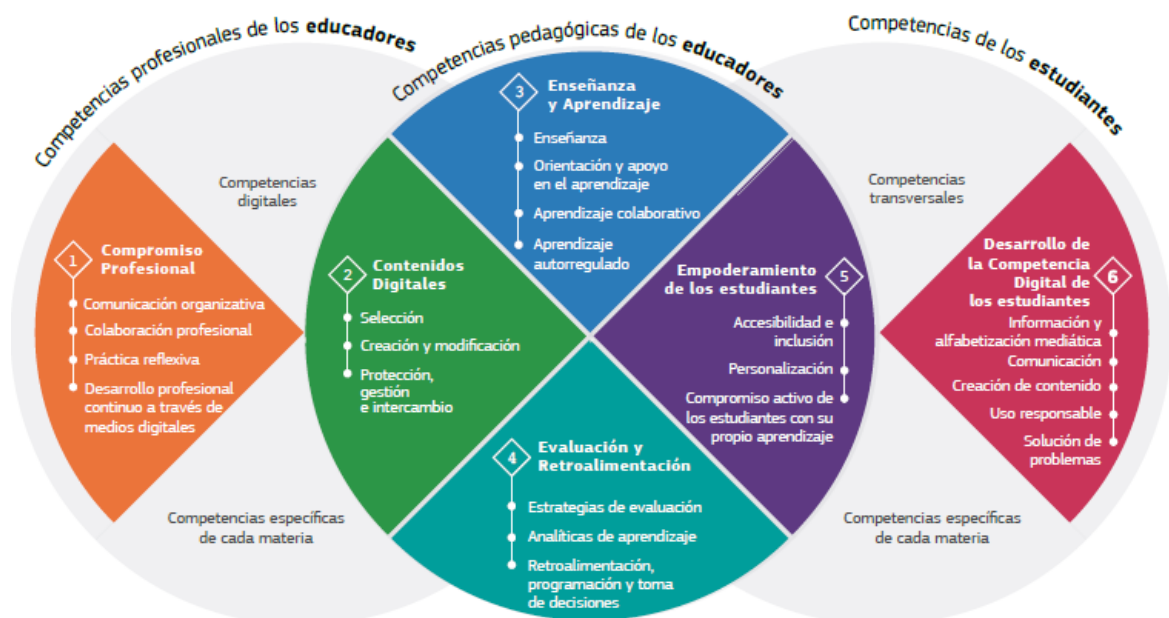 Competencias profesionales de los educadores
Competencias pedagógicas de los educadores
Competencias de los estudiantes
Competencias
digitales
Competencias
transversales
Competencias específicas
de cada materia
Competencias específicas
de cada materia
1
Compromiso
Profesional
Comunicación organizativa
Colaboración profesional
Práctica reflexiva
Desarrollo profesional
continuo a través de
medios digitales
2
Contenidos
Digitales
Selección
Creación y modificación
Protección,
gestión
e intercambio
3
Enseñanza
y Aprendizaje
Enseñanza
Orientación y apoyo
en el aprendizaje
Aprendizaje colaborativo
Aprendizaje
autorregulado
4
Evaluación y
Retroalimentación
Estrategias de evaluación
Analíticas de aprendizaje
Retroalimentación,
programación y toma
de decisiones
5
Empoderamiento
de los estudiantes
Accesibilidad e
inclusión
Personalización
Compromiso activo de
los estudiantes con su
propio aprendizaje
6
Desarrollo de
la Competencia
Digital de
los estudiantes
Información y
alfabetización mediática
Comunicación
Creación de contenido
Uso responsable
Solución de
problemas